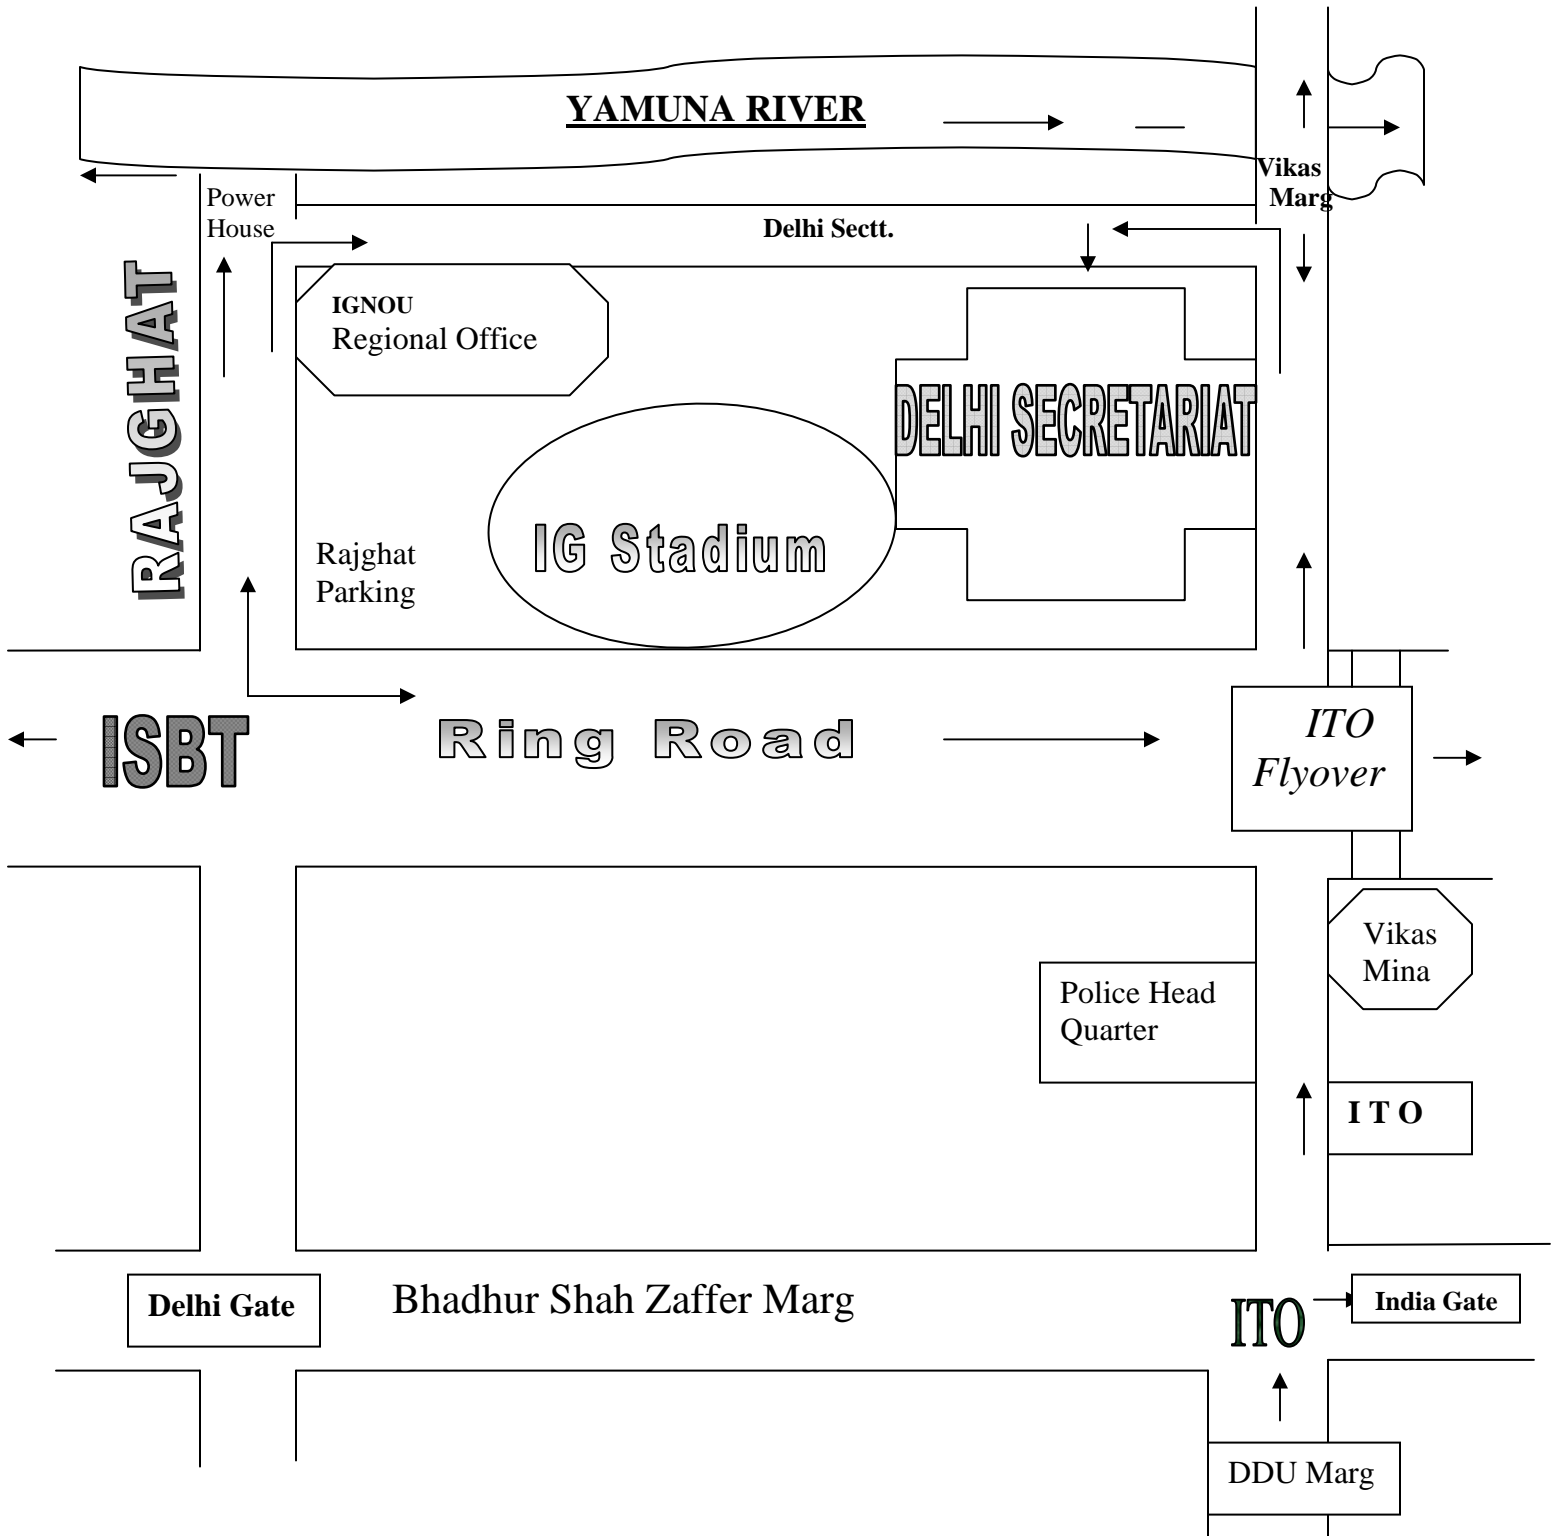 YAMUNA RIVER
Vikas
Marg
Power
House
Delhi Sectt.
RAJGHAT
IGNOU
Regional Office
DELHI SECRETARIAT
IG Stadium
Rajghat
Parking
ISBT
Ring Road
ITO
Flyover
Vikas
Mina
Police Head
Quarter
I T O
Delhi Gate
Bhadhur Shah Zaffer Marg
ITO
India Gate
DDU Marg